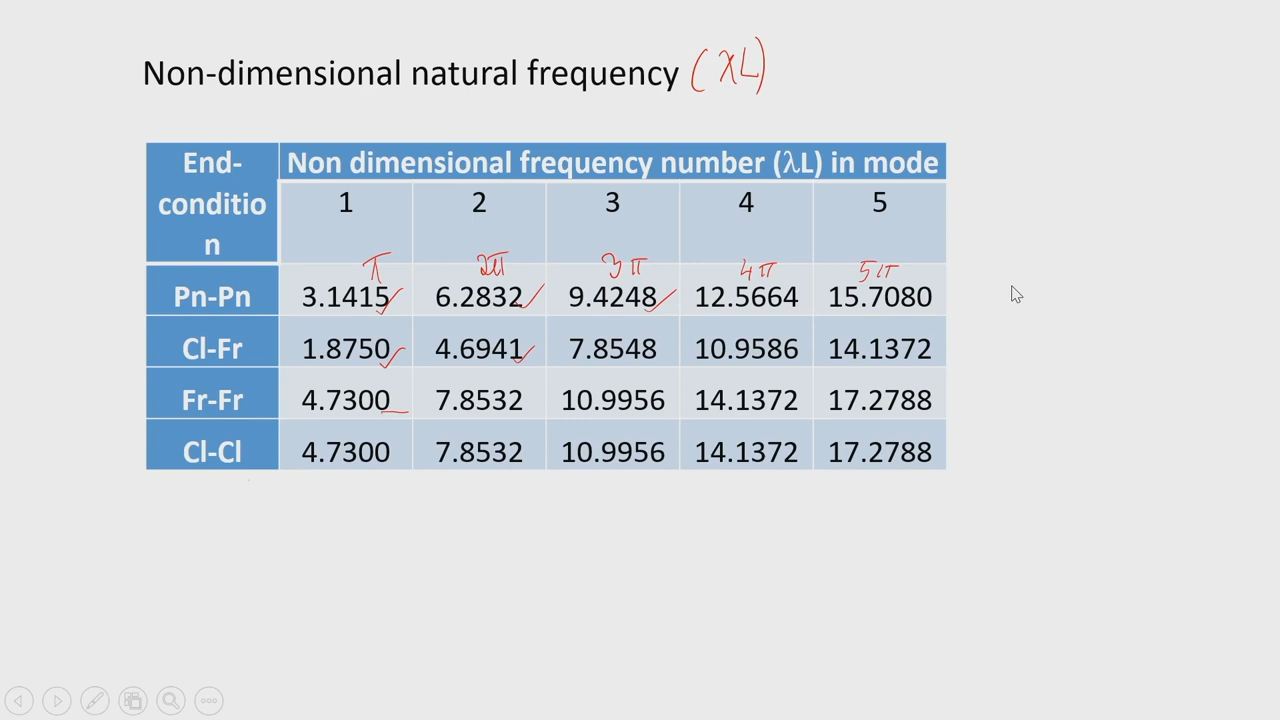 Non-dimensional natural frequency (λL)
End-conditio n Non dimensional frequency number (λL) in mode
1 2 3 4 5
π 2π 3π 4π 5π
Pn-Pn 3.1415 6.2832 9.4248 12.5664 15.7080
Cl-Fr 1.8750 4.6941 7.8548 10.9586 14.1372
Fr-Fr 4.7300 7.8532 10.9956 14.1372 17.2788
Cl-Cl 4.7300 7.8532 10.9956 14.1372 17.2788